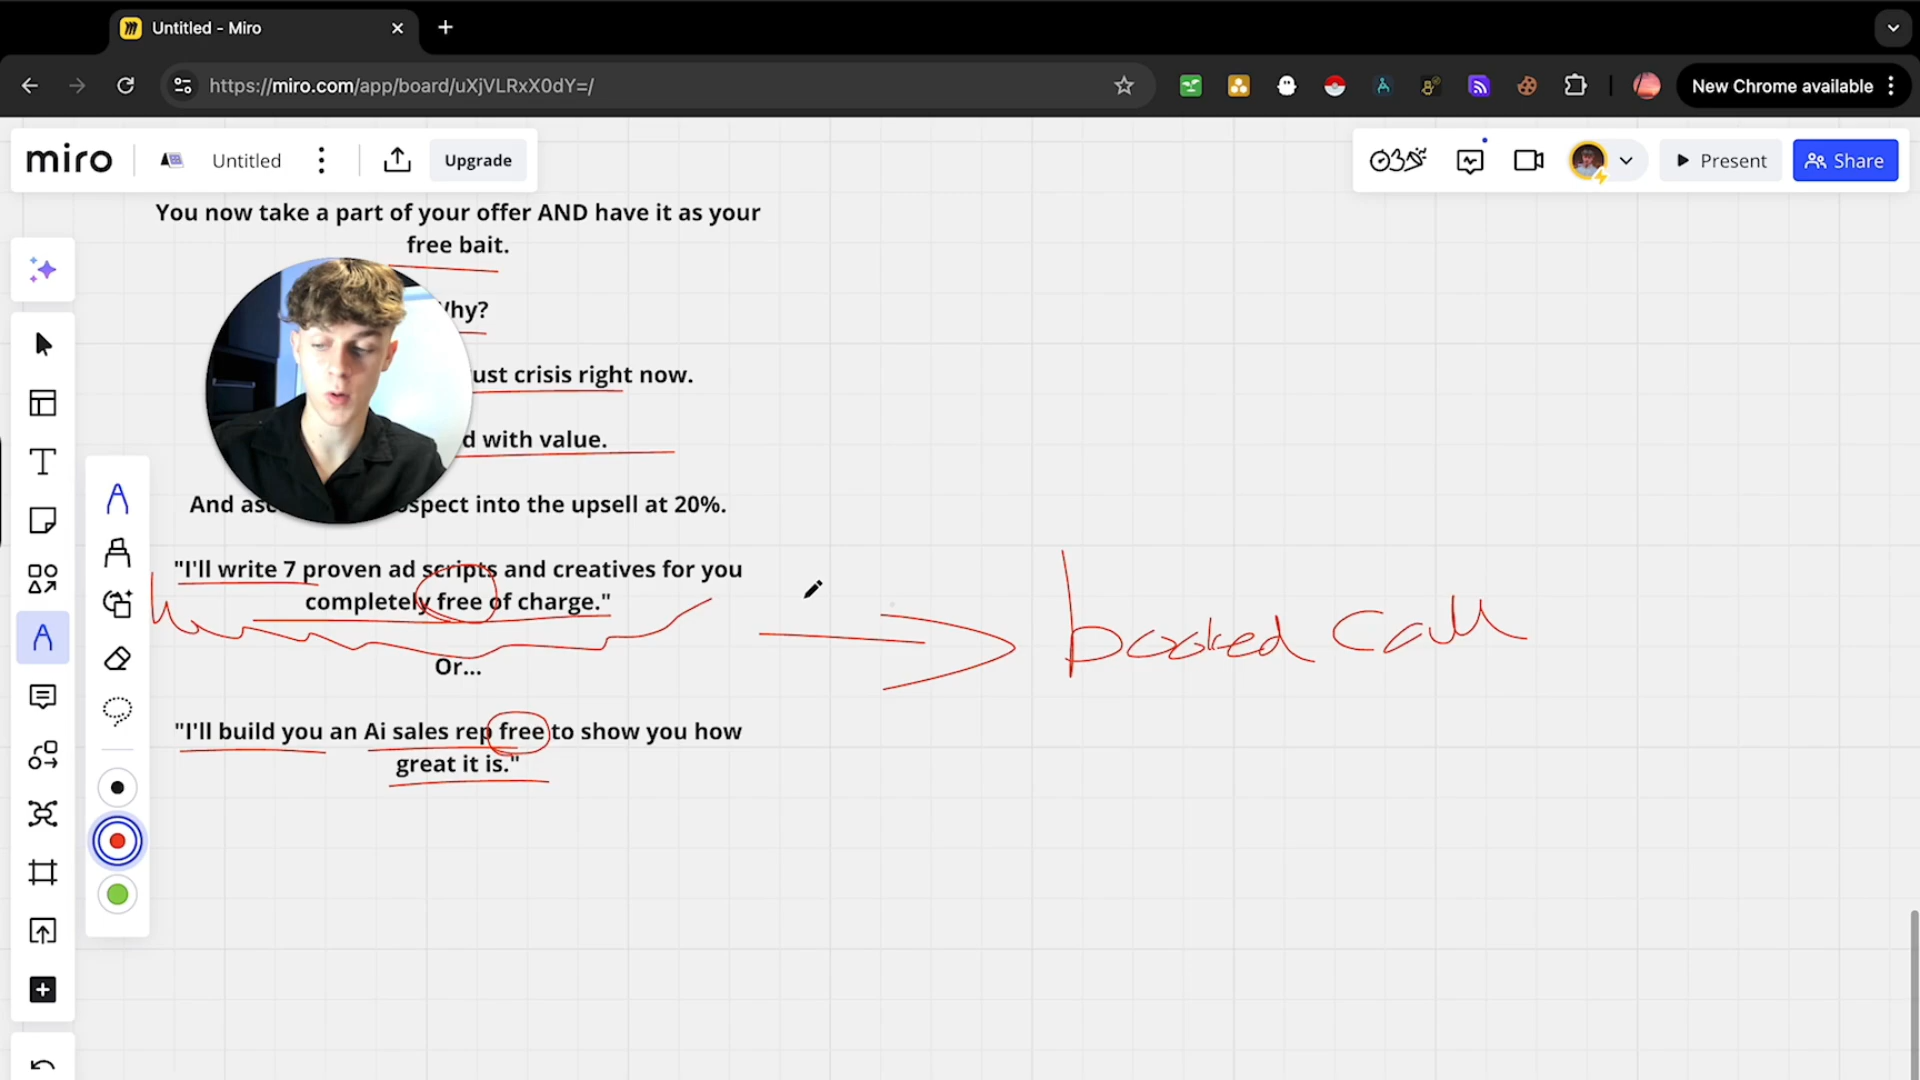 Untitled - Miro
https://miro.com/app/board/uXjVLRxX0dY=/
New Chrome available
miro
Untitled
Upgrade
Present
Share
You now take a part of your offer AND have it as your
free bait.
hy?
ust crisis right now.
d with value.
And asc spect into the upsell at 20%.
"I'll write 7 proven ad scripts and creatives for you
completely free of charge."
booked call
Or...
"I'll build you an Ai sales rep free to show you how
great it is."